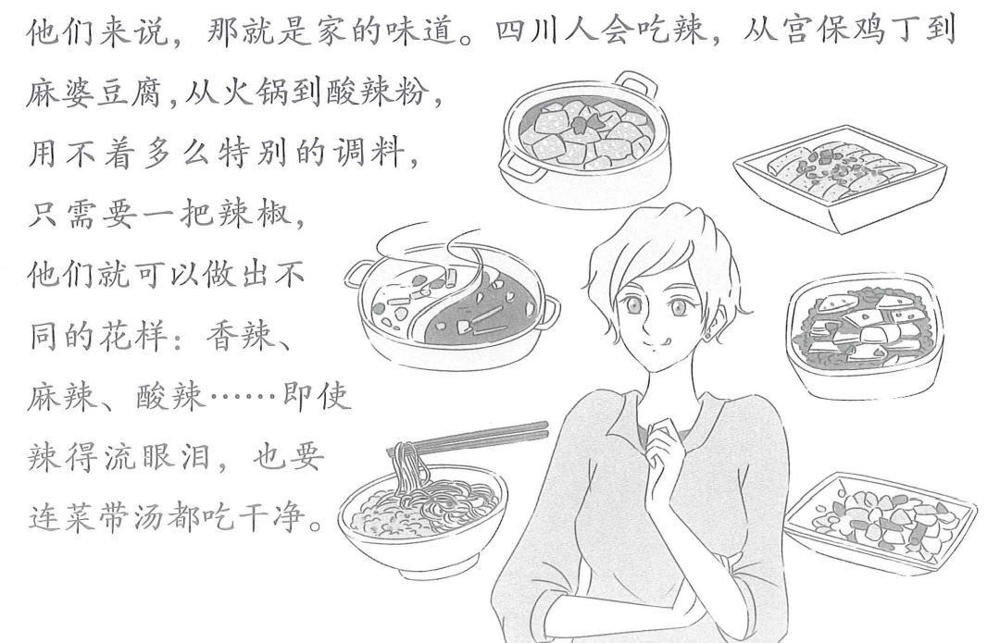 他们来说，那就是家的味道。四川人会吃辣，从宫保鸡丁到
麻婆豆腐，从火锅到酸辣粉，
用不着多么特别的调料，
只需要一把辣椒，
他们就可以做出不
同的花样：香辣、
麻辣、酸辣……即使
辣得流眼泪，也要
连菜带汤都吃干净。